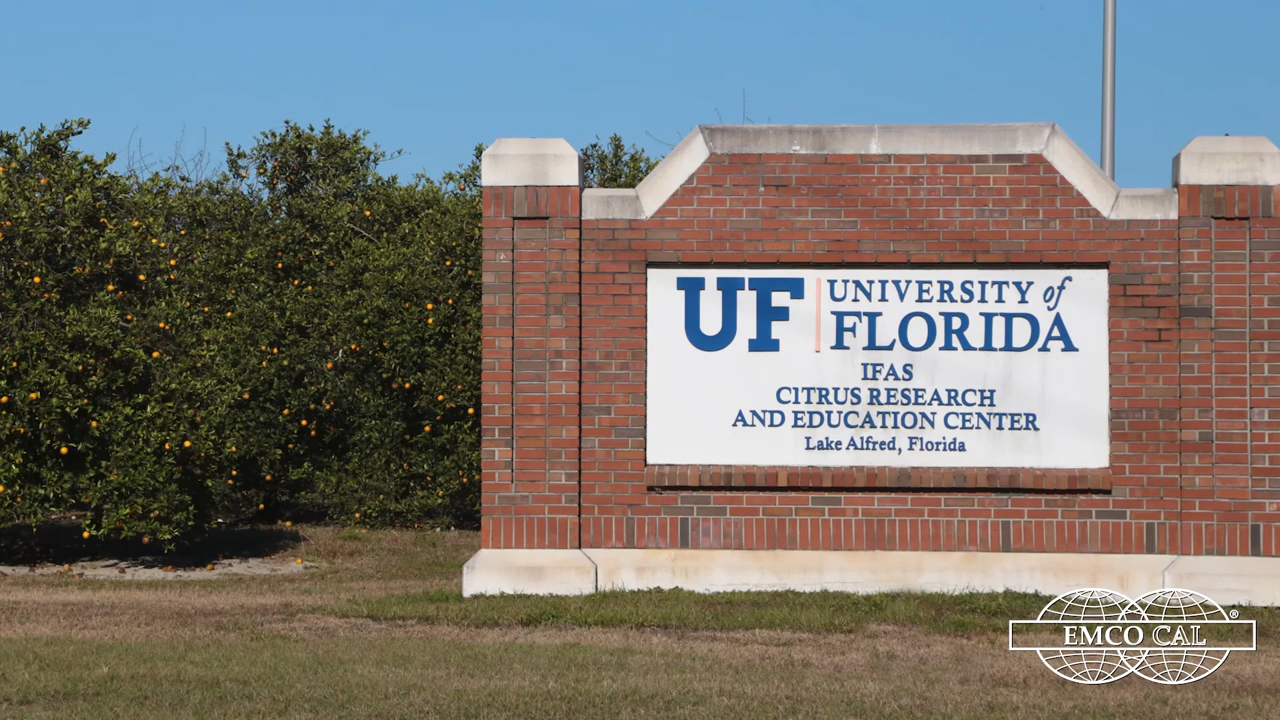 UF UNIVERSITY of
FLORIDA
IFAS
CITRUS RESEARCH
AND EDUCATION CENTER
Lake Alfred, Florida
EMCO CAL ®